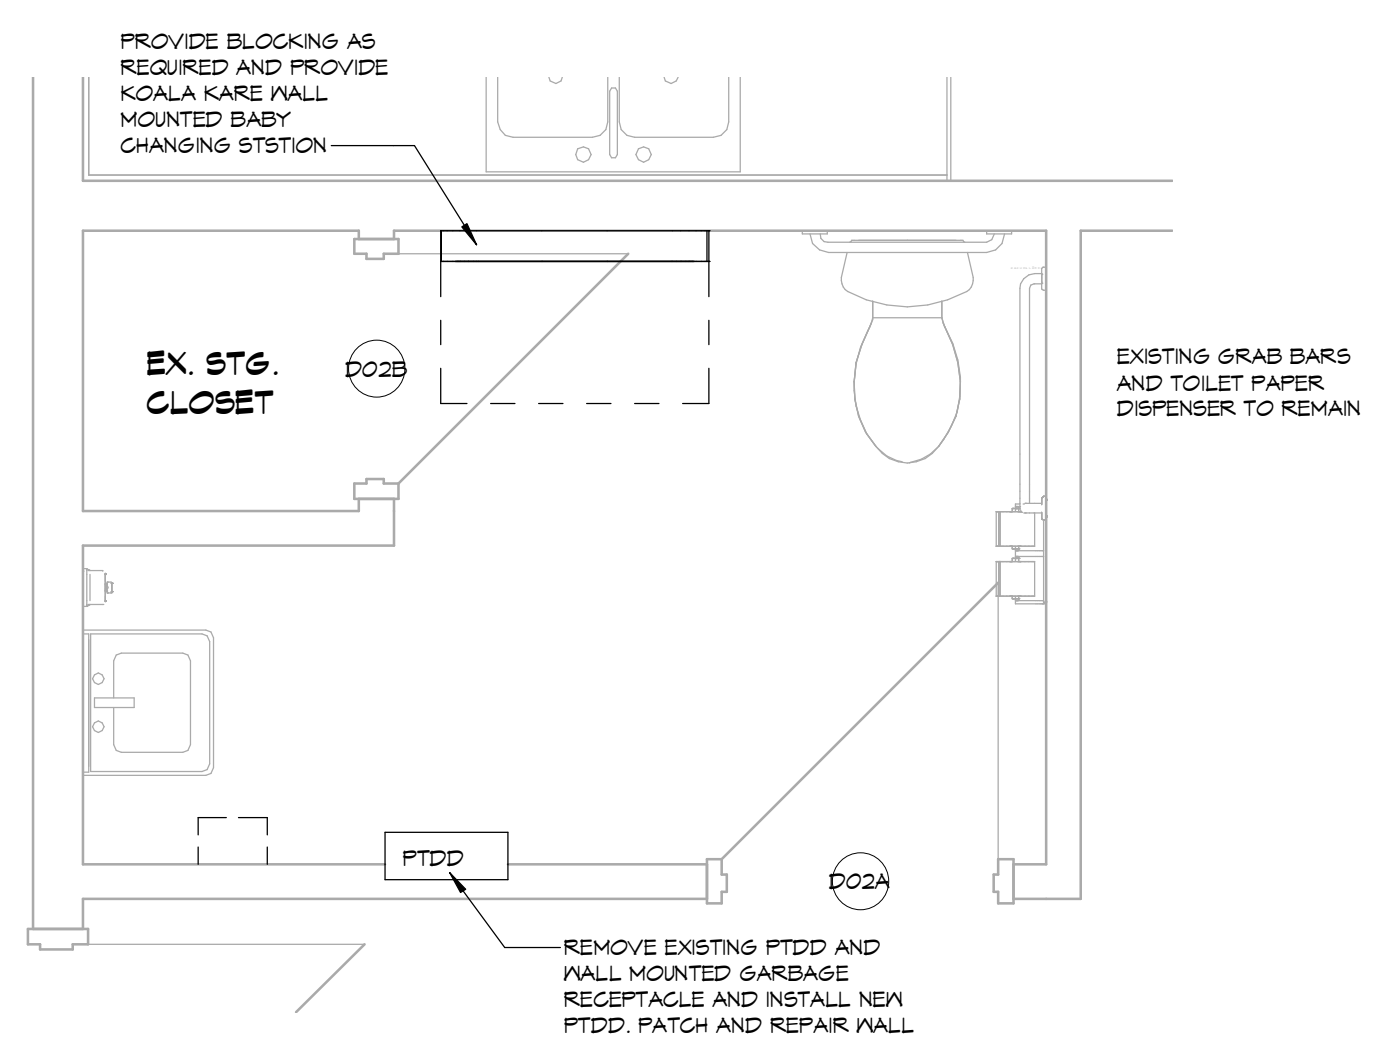 PROVIDE BLOCKING AS
REQUIRED AND PROVIDE
KOALA KARE WALL
MOUNTED BABY
CHANGING STSTION
EX. STG.
CLOSET
D02B
EXISTING GRAB BARS
AND TOILET PAPER
DISPENSER TO REMAIN
PTDD
D02A
REMOVE EXISTING PTDD AND
WALL MOUNTED GARBAGE
RECEPTACLE AND INSTALL NEW
PTDD. PATCH AND REPAIR WALL